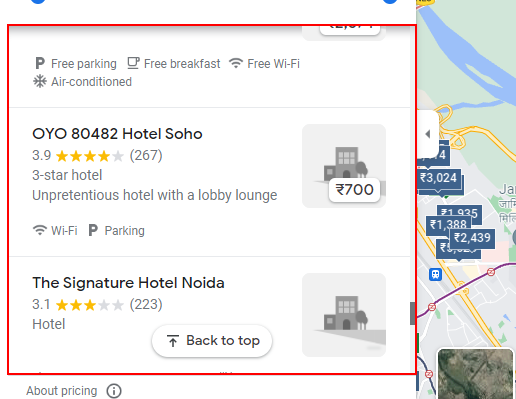 Free parking Free breakfast Free Wi-Fi
Air-conditioned
OYO 80482 Hotel Soho
3.9 (267)
3-star hotel
Unpretentious hotel with a lobby lounge
₹700
Wi-Fi P Parking
The Signature Hotel Noida
3.1 (223)
Hotel
Back to top
About pricing
₹3,024
₹1,935
₹1,388
₹2,439